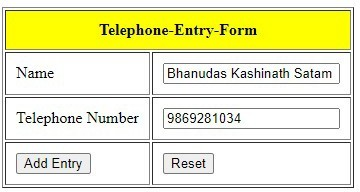 Telephone-Entry-Form
Name Bhanudas Kashinath Satam
Telephone Number 9869281034
Add Entry Reset